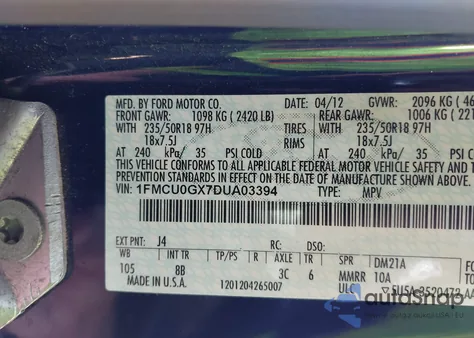 MFD. BY FORD MOTOR CO. DATE: 04/12 GVWR: 2096 KG
FRONT GAWR: 1098 KG (2420 LB) REAR GAWR: 1006 KG
WITH 235/50R18 97H TIRES WITH 235/50R18 97H
18x7.5J RIMS 18x7.5J
AT 240 kPa/ 35 PSI COLD AT 240 kPa/ 35 PSI COLD
THIS VEHICLE CONFORMS TO ALL APPLICABLE FEDERAL MOTOR VEHICLE SAFETY
PREVENTION STANDARDS IN EFFECT ON THE DATE OF MANUFACTURE SHOWN
VIN: 1FMCU0GX7DUA03394 TYPE: MPV
EXT PNT: J4 RC: DSO:
WB INT TR TP/PS R AXLE TR SPR DM21A
105 8B 3C 6 MMRR 10A
MADE IN U.S.A. 1201204265007 ULC
autoSnap